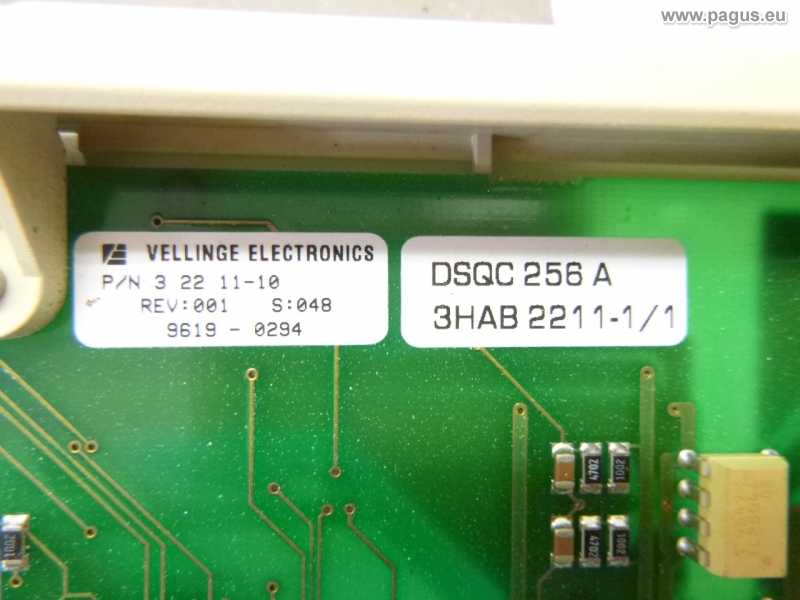 www.pagus.eu
VELLINGE ELECTRONICS
P/N 3 22 11-10
REV:001 S:048
9619 - 0294
DSQC 256 A
3HAB 2211-1/1
4702
1002
4702
1002
1002